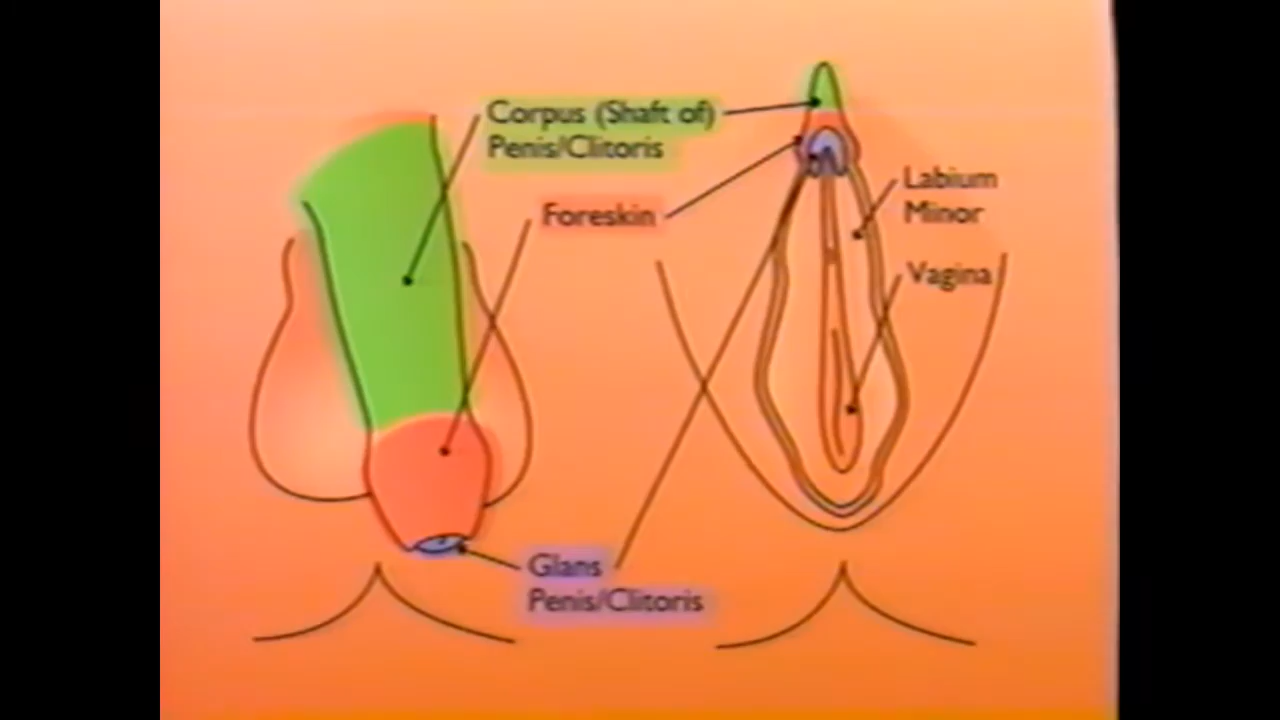 Corpus (Shaft of)
Penis/Clitoris
Foreskin
Labium
Minor
Vagina
Glans
Penis/Clitoris